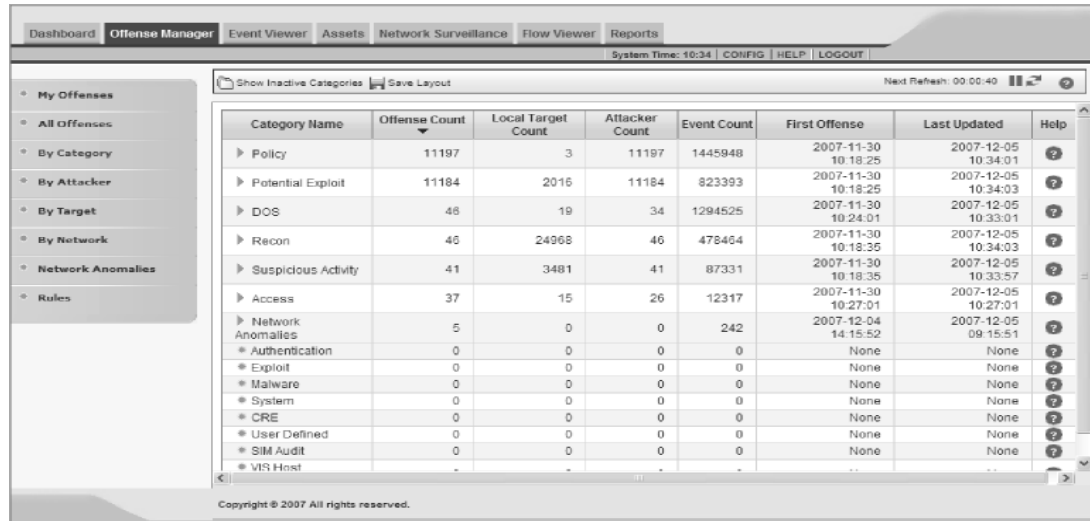 Dashboard Offense Manager Event Viewer Assets Network Surveillance Flow Viewer Reports
System Time: 10:34 | CONFIG | HELP | LOGOUT
My Offenses
All Offenses
By Category
By Attacker
By Target
By Network
Network Anomalies
Rules
Show Inactive Categories Save Layout Next Refresh: 00:00:40
Category Name Offense Count Local Target Count Attacker Count Event Count First Offense Last Updated Help
Policy 11197 3 11197 1445948 2007-11-30 10:18:25 2007-12-05 10:34:01
Potential Exploit 11184 2016 11184 823393 2007-11-30 10:18:25 2007-12-05 10:34:03
DOS 46 19 34 1294525 2007-11-30 10:24:01 2007-12-05 10:33:01
Recon 46 24968 46 478464 2007-11-30 10:18:35 2007-12-05 10:34:03
Suspicious Activity 41 3481 41 87331 2007-11-30 10:18:35 2007-12-05 10:33:57
Access 37 15 26 12317 2007-11-30 10:27:01 2007-12-05 10:27:01
Network Anomalies 5 0 0 242 2007-12-04 14:15:52 2007-12-05 09:15:51
Authentication 0 0 0 0 None None
Exploit 0 0 0 0 None None
Malware 0 0 0 0 None None
System 0 0 0 0 None None
CRE 0 0 0 0 None None
User Defined 0 0 0 0 None None
SIM Audit 0 0 0 0 None None
VIS Host
Copyright © 2007 All rights reserved.